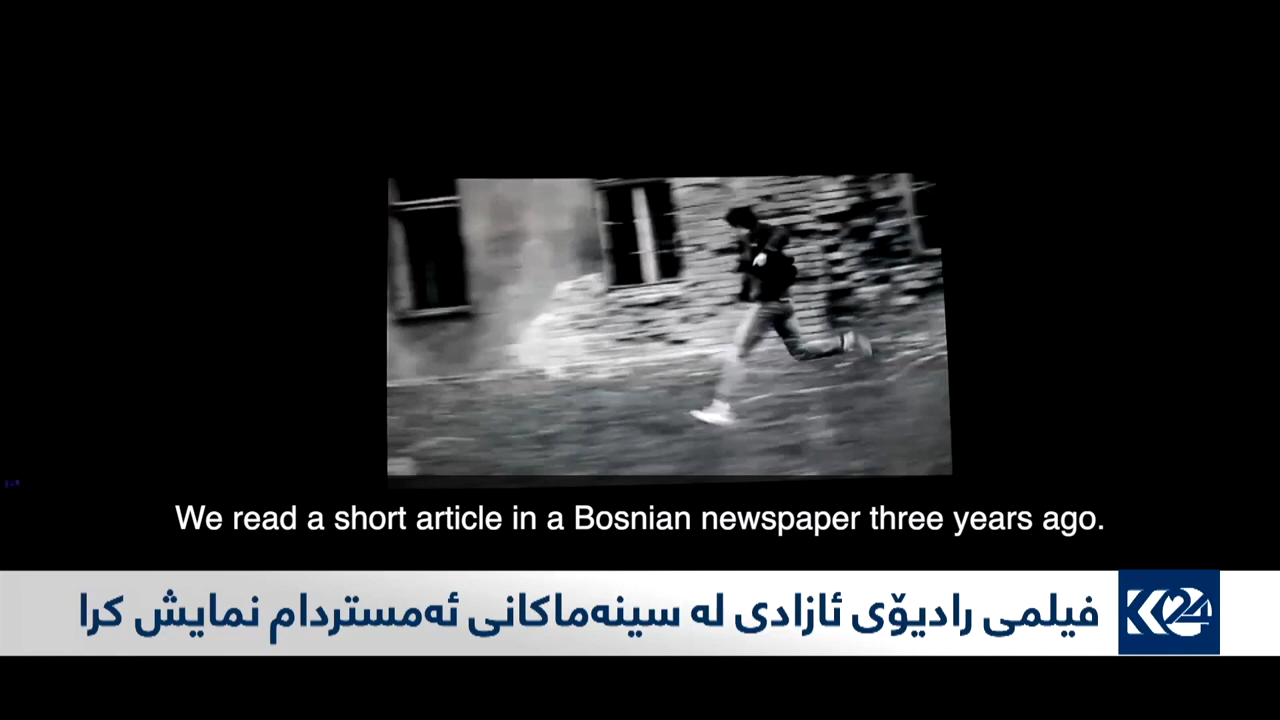 We read a short article in a Bosnian newspaper three years ago.
فیلمی رادیۆی ئازادی لە سینەماکانی ئەمستردام نمایش کرا
K24